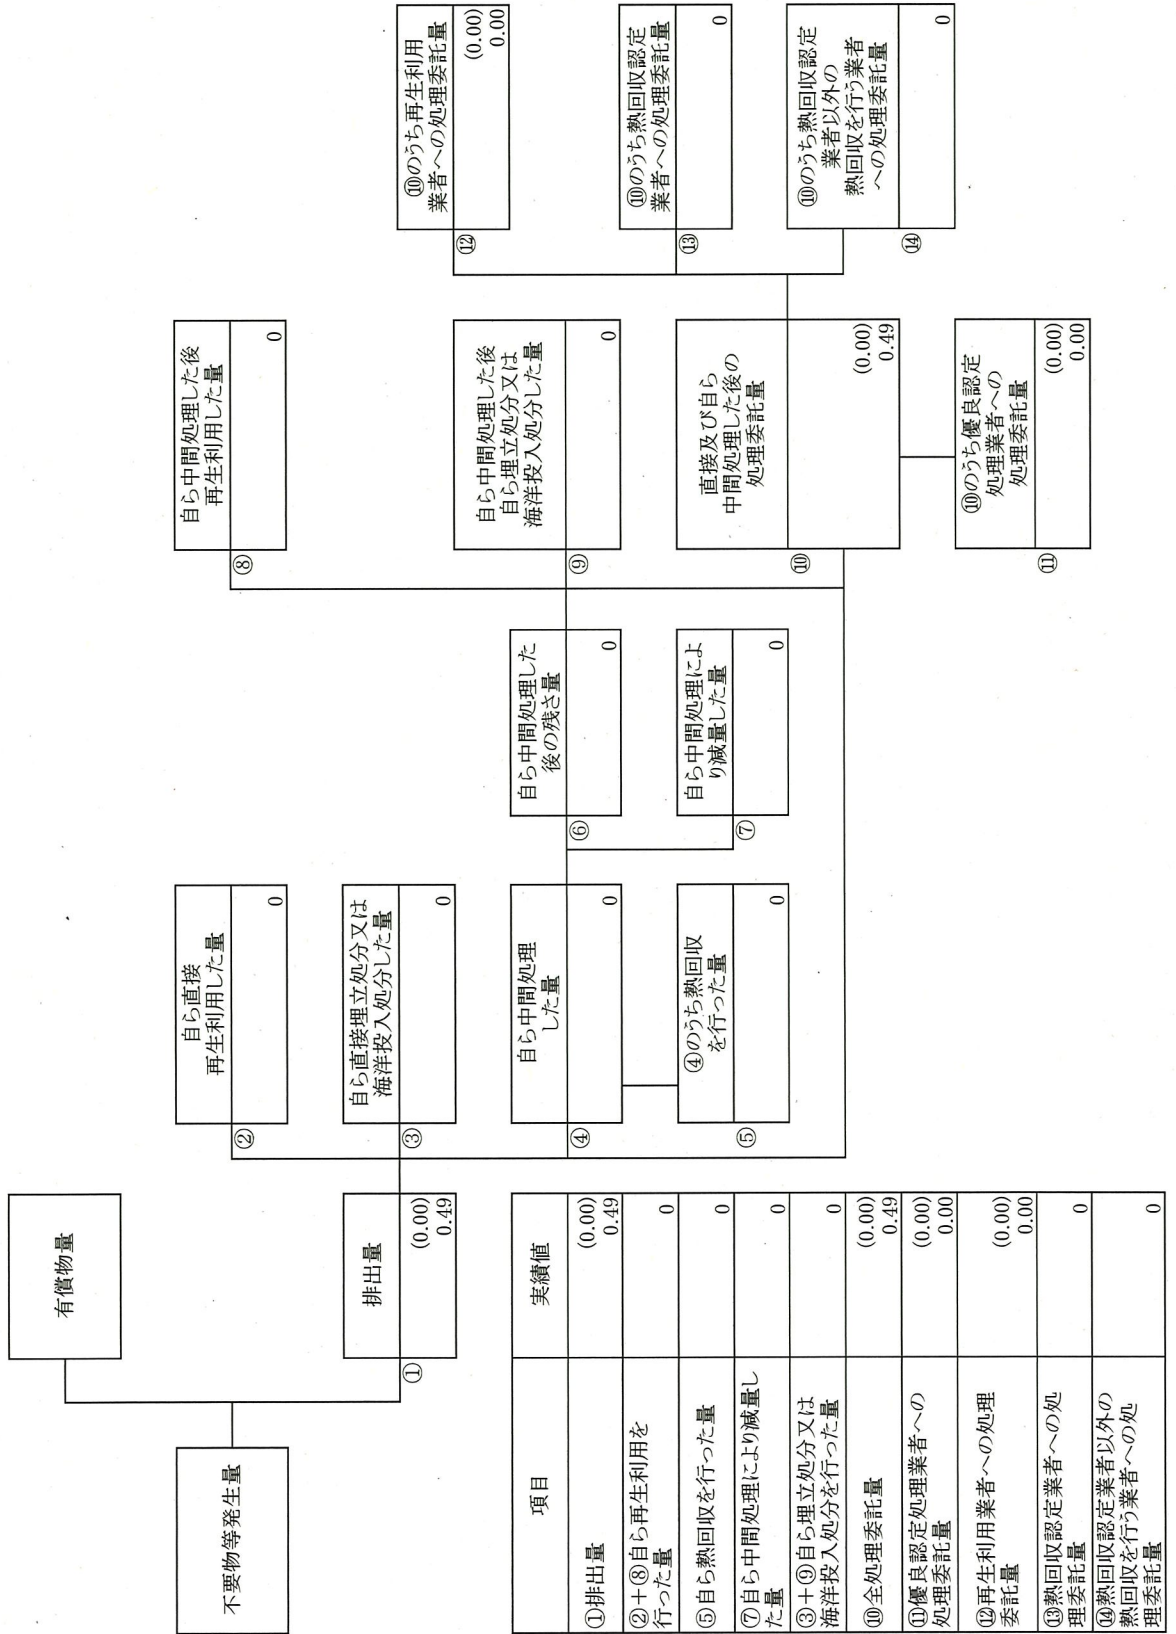 不要物等発生量
有償物量
①
排出量
(0.00)
0.49
②
自ら直接
再生利用した量
0
③
自ら直接埋立処分又は
海洋投入処分した量
0
④
自ら中間処理
した量
0
⑤
④のうち熱回収
を行った量
0
⑥
自ら中間処理した
後の残さ量
0
⑦
自ら中間処理によ
り減量した量
0
⑧
自ら中間処理した後
再生利用した量
0
⑨
自ら中間処理した後
自ら埋立処分又は
海洋投入処分した量
0
⑩
直接及び自ら
中間処理した後の
処理委託量
(0.00)
0.49
⑪
⑩のうち優良認定
処理業者への
処理委託量
(0.00)
0.00
⑫
⑩のうち再生利用
業者への処理委託量
(0.00)
0.00
⑬
⑩のうち熱回収認定
業者への処理委託量
0
⑭
⑩のうち熱回収認定
業者以外の
熱回収を行う業者
への処理委託量
0
項目
実績値
①排出量
(0.00)
0.49
②+⑧自ら再生利用を
行った量
0
⑤自ら熱回収を行った量
0
⑦自ら中間処理により減量し
た量
0
③+⑨自ら埋立処分又は
海洋投入処分を行った量
0
⑩全処理委託量
(0.00)
0.49
⑪優良認定処理業者への
処理委託量
(0.00)
0.00
⑫再生利用業者への処理
委託量
(0.00)
0.00
⑬熱回収認定業者への処
理委託量
0
⑭熱回収認定業者以外の
熱回収を行う業者への処
理委託量
0